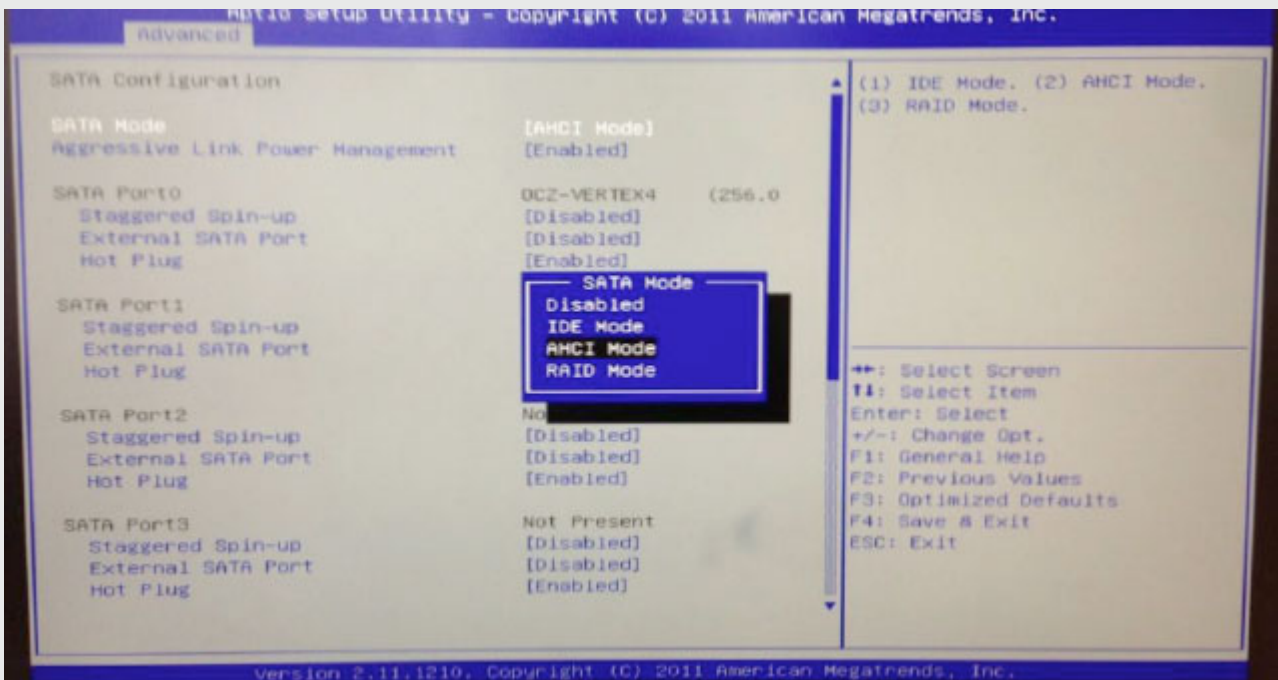 Aptio Setup Utility - Copyright (C) 2011 American Megatrends, Inc.
Advanced
SATA Configuration
SATA Mode [AHCI Mode]
Aggressive Link Power Management [Enabled]
SATA Port0 OCZ-VERTEX4 (256.0
Staggered Spin-up [Disabled]
External SATA Port [Disabled]
Hot Plug [Enabled]
SATA Port1
Staggered Spin-up
External SATA Port
Hot Plug
SATA Mode
Disabled
IDE Mode
AHCI Mode
RAID Mode
SATA Port2 No
Staggered Spin-up [Disabled]
External SATA Port [Disabled]
Hot Plug [Enabled]
SATA Port3 Not Present
Staggered Spin-up [Disabled]
External SATA Port [Disabled]
Hot Plug [Enabled]
(1) IDE Mode. (2) AHCI Mode.
(3) RAID Mode.
→←: Select Screen
↑↓: Select Item
Enter: Select
+/-: Change Opt.
F1: General Help
F2: Previous Values
F3: Optimized Defaults
F4: Save & Exit
ESC: Exit
Version 2.11.1210. Copyright (C) 2011 American Megatrends, Inc.